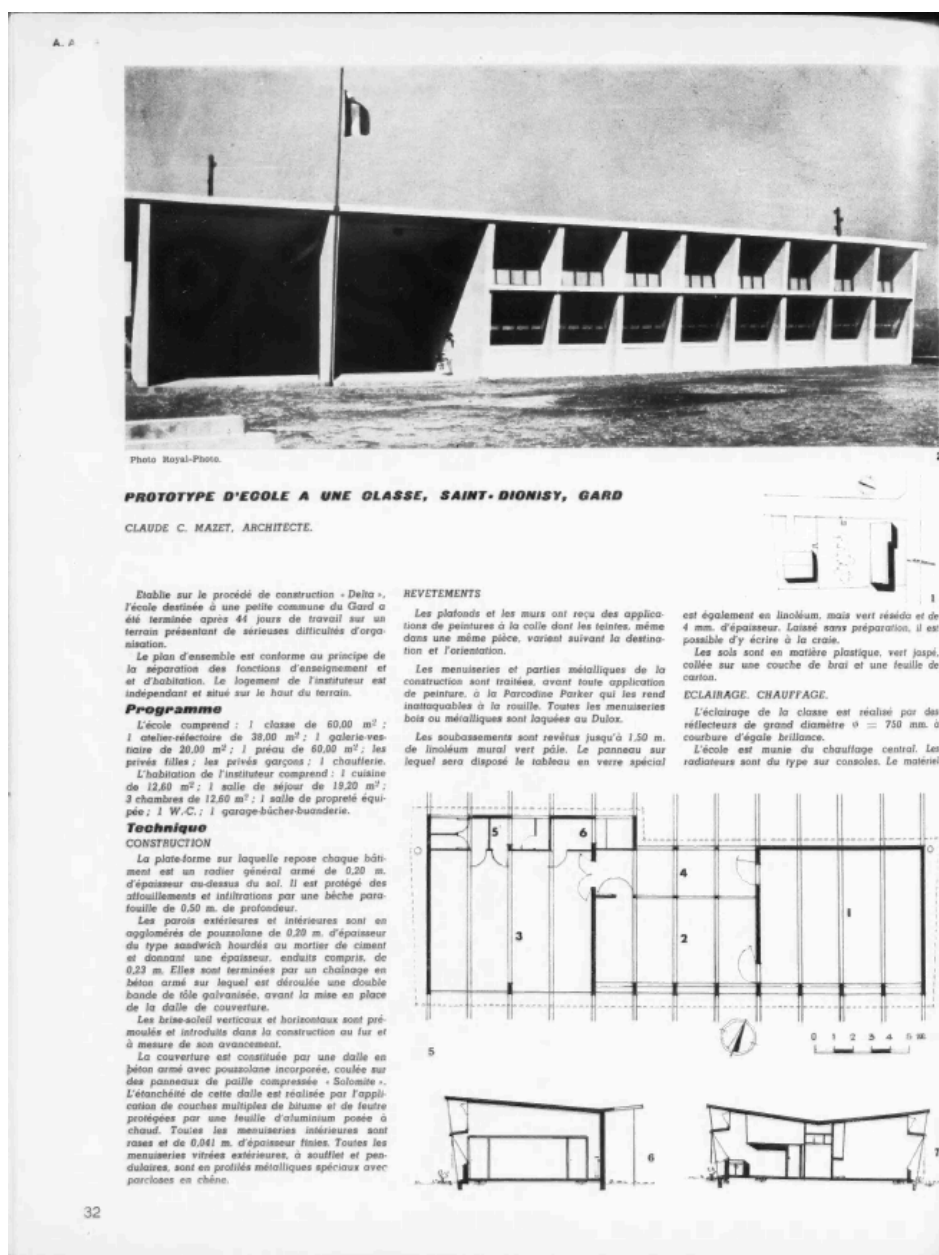 A. A
Photo Royal-Photo.
2
PROTOTYPE D'ECOLE A UNE CLASSE, SAINT-DIONISY, GARD
CLAUDE C. MAZET, ARCHITECTE.
1
Etablie sur le procédé de construction « Delta »,
l'école destinée à une petite commune du Gard a
été terminée après 44 jours de travail sur un
terrain présentant de sérieuses difficultés d'orga-
nisation.
Le plan d'ensemble est conforme au principe de
la séparation des fonctions d'enseignement et
et d'habitation. Le logement de l'instituteur est
indépendant et situé sur le haut du terrain.
Programme
L'école comprend : 1 classe de 60,00 m² ;
1 atelier-réfectoire de 38,00 m² ; 1 galerie-ves-
tiaire de 20,00 m² ; 1 préau de 60,00 m² ; les
privés filles ; les privés garçons ; 1 chaufferie.
L'habitation de l'instituteur comprend : 1 cuisine
de 12,60 m² ; 1 salle de séjour de 19,20 m² ;
3 chambres de 12,60 m² ; 1 salle de propreté équi-
pée ; 1 W.-C. ; 1 garage-bûcher-buanderie.
Technique
CONSTRUCTION
La plate-forme sur laquelle repose chaque bâti-
ment est un radier général armé de 0,20 m.
d'épaisseur au-dessus du sol. Il est protégé des
affouillements et infiltrations par une bêche para-
fouille de 0,50 m. de profondeur.
Les parois extérieures et intérieures sont en
agglomérés de pouzzolane de 0,20 m. d'épaisseur
du type sandwich hourdés au mortier de ciment
et donnant une épaisseur, enduits compris, de
0,23 m. Elles sont terminées par un chaînage en
béton armé sur lequel est déroulée une double
bande de tôle galvanisée, avant la mise en place
de la dalle de couverture.
Les brise-soleil verticaux et horizontaux sont pré-
moulés et introduits dans la construction au fur et
à mesure de son avancement.
La couverture est constituée par une dalle en
béton armé avec pouzzolane incorporée, coulée sur
des panneaux de paille compressée « Solomite ».
L'étanchéité de cette dalle est réalisée par l'appli-
cation de couches multiples de bitume et de feutre
protégées par une feuille d'aluminium posée à
chaud. Toutes les menuiseries intérieures sont
rases et de 0,041 m. d'épaisseur finies. Toutes les
menuiseries vitrées extérieures, à soufflet et pen-
dulaires, sont en profilés métalliques spéciaux avec
parcloses en chêne.
REVETEMENTS
Les plafonds et les murs ont reçu des applica-
tions de peintures à la colle dont les teintes, même
dans une même pièce, varient suivant la destina-
tion et l'orientation.
Les menuiseries et parties métalliques de la
construction sont traitées, avant toute application
de peinture, à la Parcodine Parker qui les rend
inattaquables à la rouille. Toutes les menuiseries
bois ou métalliques sont laquées au Dulox.
Les soubassements sont revêtus jusqu'à 1,50 m.
de linoléum mural vert pâle. Le panneau sur
lequel sera disposé le tableau en verre spécial
est également en linoléum, mais vert réséda et de
4 mm. d'épaisseur. Laissé sans préparation, il est
possible d'y écrire à la craie.
Les sols sont en matière plastique, vert jaspé,
collée sur une couche de brai et une feuille de
carton.
ECLAIRAGE. CHAUFFAGE.
L'éclairage de la classe est réalisé par des
réflecteurs de grand diamètre Ø = 750 mm. à
courbure d'égale brillance.
L'école est munie du chauffage central. Les
radiateurs sont du type sur consoles. Le matériel
5
6
4
1
3
2
5
0 1 2 3 4 5 M
6
7
32